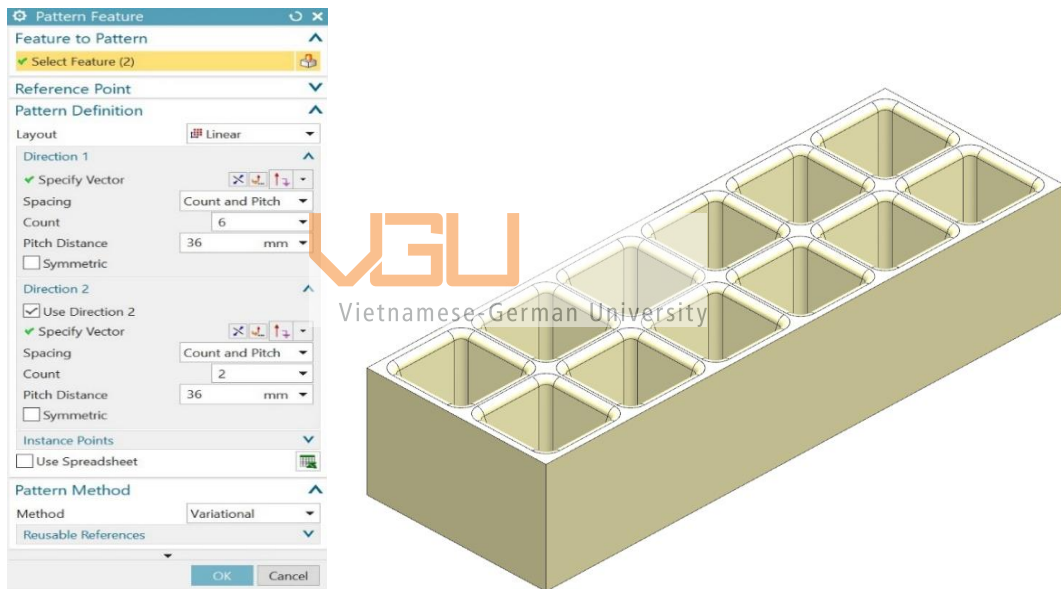 Pattern Feature
Feature to Pattern
Select Feature (2)
Reference Point
Pattern Definition
Layout Linear
Direction 1
Specify Vector
Spacing Count and Pitch
Count 6
Pitch Distance 36 mm
Symmetric
Direction 2
Use Direction 2
Specify Vector
Spacing Count and Pitch
Count 2
Pitch Distance 36 mm
Symmetric
Instance Points
Use Spreadsheet
Pattern Method
Method Variational
Reusable References
OK Cancel
VGU
Vietnamese-German University